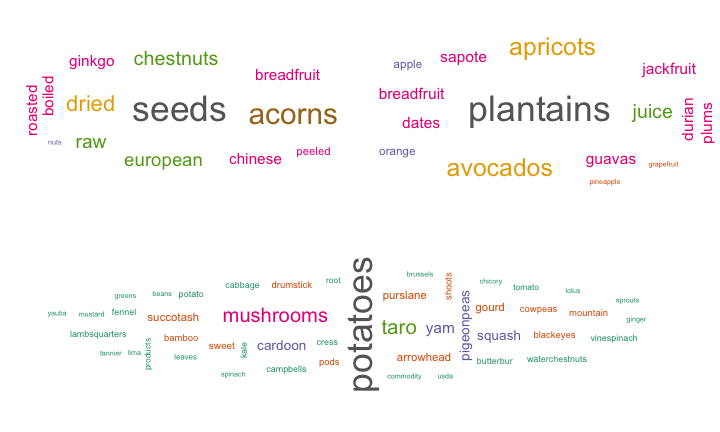 ginkgo
chestnuts
breadfruit
roasted
boiled
dried
seeds
acorns
nuts
raw
european
chinese
peeled
apple
sapote
apricots
jackfruit
breadfruit
plantains
juice
durian
plums
dates
orange
avocados
guavas
grapefruit
pineapple
potatoes
greens
beans
potato
cabbage
drumstick
root
yautia
mustard
fennel
succotash
mushrooms
lambsquarters
bamboo
tannier
lima
products
leaves
sweet
kale
cardoon
cress
spinach
campbells
pods
brussels
shoots
chicory
tomato
lotus
purslane
pigeonpeas
gourd
cowpeas
mountain
sprouts
ginger
taro
yam
squash
blackeyes
vinespinach
arrowhead
butterbur
waterchestnuts
commodity
usda